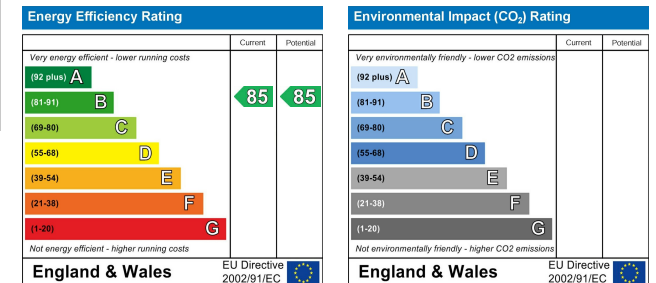 Energy Efficiency Rating
Current Potential
Very energy efficient - lower running costs
(92 plus) A
(81-91) B
85 85
(69-80) C
(55-68) D
(39-54) E
(21-38) F
(1-20) G
Not energy efficient - higher running costs
England & Wales
EU Directive
2002/91/EC
Environmental Impact (CO2) Rating
Current Potential
Very environmentally friendly - lower CO2 emissions
(92 plus) A
(81-91) B
(69-80) C
(55-68) D
(39-54) E
(21-38) F
(1-20) G
Not environmentally friendly - higher CO2 emissions
England & Wales
EU Directive
2002/91/EC